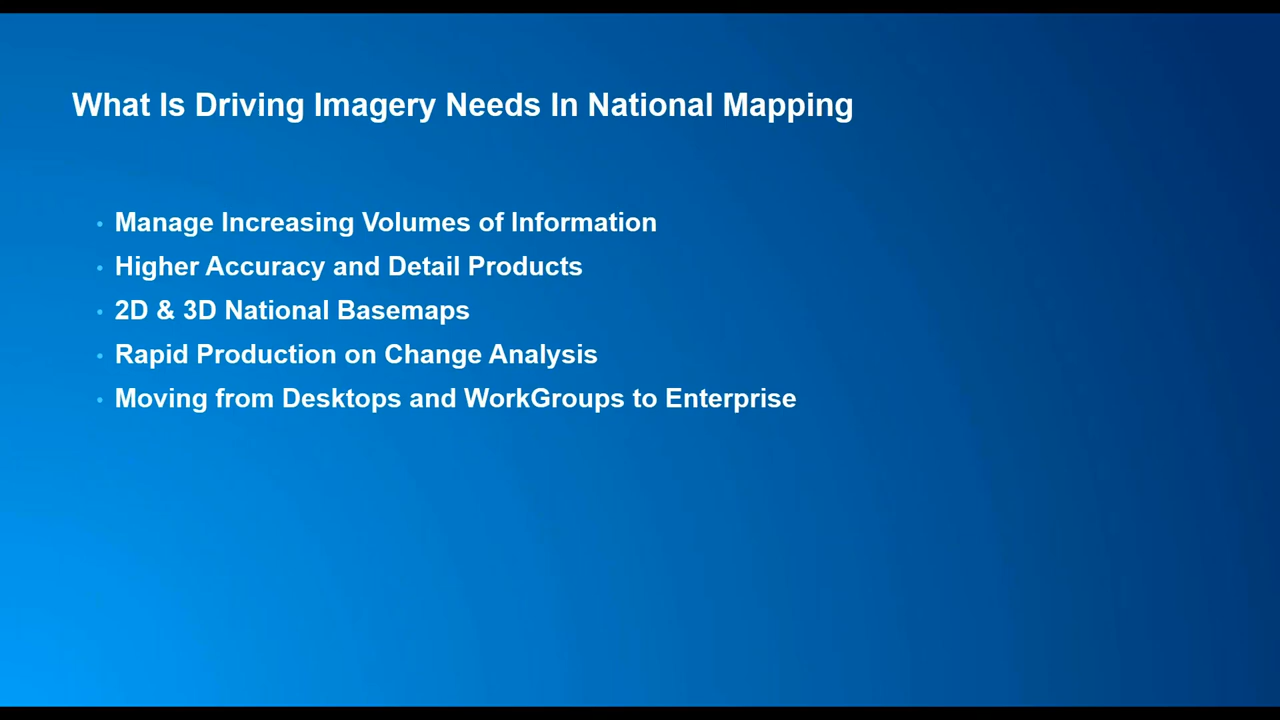 What Is Driving Imagery Needs In National Mapping
• Manage Increasing Volumes of Information
• Higher Accuracy and Detail Products
• 2D & 3D National Basemaps
• Rapid Production on Change Analysis
• Moving from Desktops and WorkGroups to Enterprise